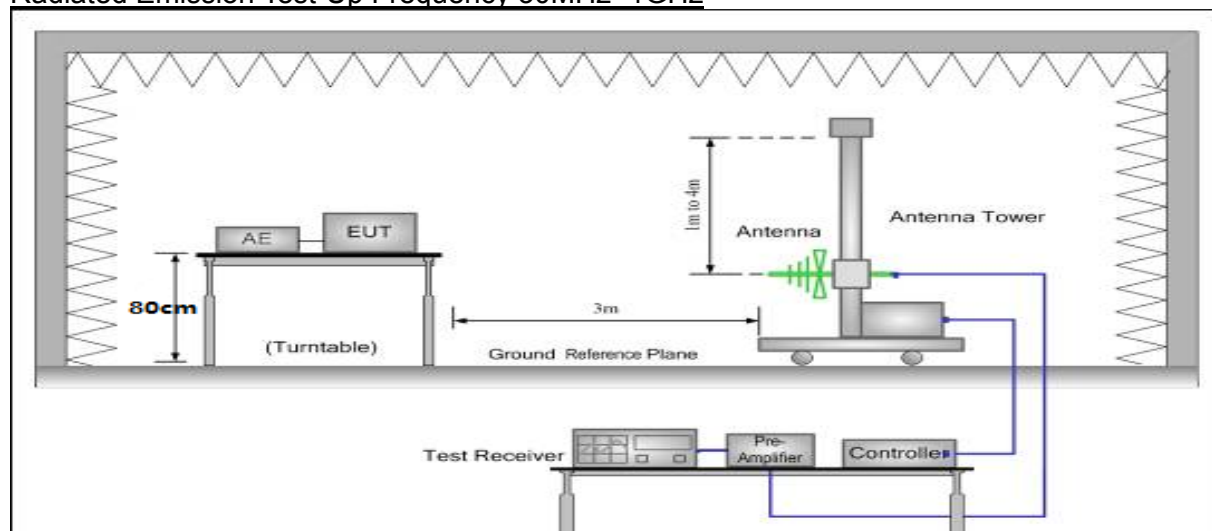 Radiated Emission Test-Up Frequency 30MHz~1GHz
1m to 4m
Antenna Tower
Antenna
AE
EUT
80cm
3m
(Turntable)
Ground Reference Plane
Test Receiver
Pre-
Amplifier
Controller